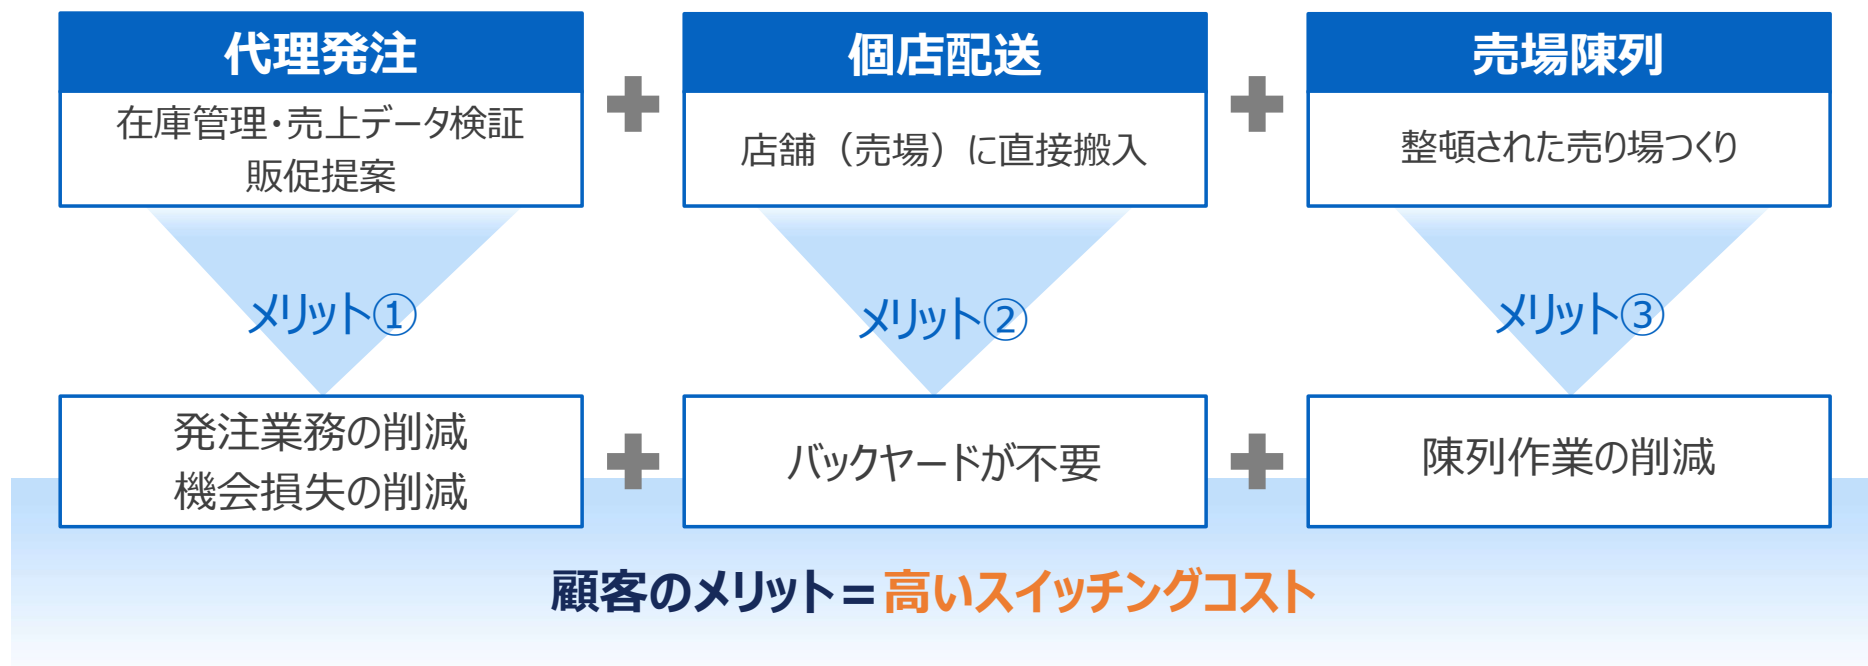 代理発注
在庫管理・売上データ検証
販促提案
個店配送
店舗（売場）に直接搬入
売場陳列
整頓された売り場つくり
メリット①
メリット②
メリット③
発注業務の削減
機会損失の削減
バックヤードが不要
陳列作業の削減
顧客のメリット＝高いスイッチングコスト